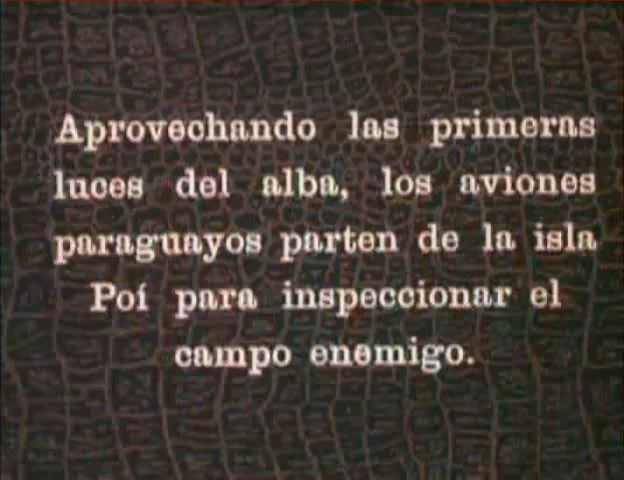 Aprovechando las primeras
luces del alba, los aviones
paraguayos parten de la isla
Poí para inspeccionar el
campo enemigo.